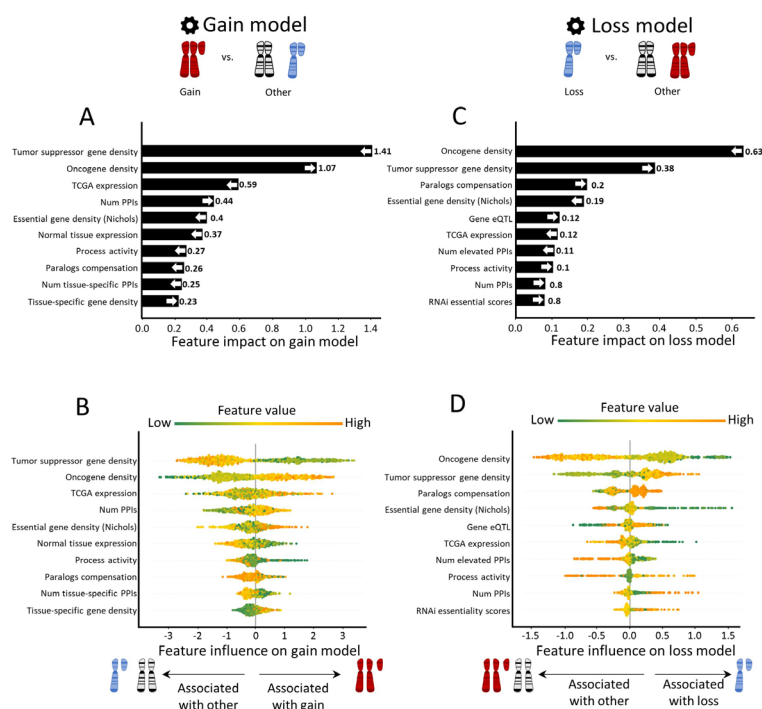 Gain model
vs.
Gain
Other
Loss model
vs.
Loss
Other
A
Tumor suppressor gene density
1.41
Oncogene density
1.07
TCGA expression
0.59
Num PPIs
0.44
Essential gene density (Nichols)
0.4
Normal tissue expression
0.37
Process activity
0.27
Paralogs compensation
0.26
Num tissue-specific PPIs
0.25
Tissue-specific gene density
0.23
0.0 0.2 0.4 0.6 0.8 1.0 1.2 1.4
Feature impact on gain model
C
Oncogene density
0.63
Tumor suppressor gene density
0.38
Paralogs compensation
0.2
Essential gene density (Nichols)
0.19
Gene eQTL
0.12
TCGA expression
0.12
Num elevated PPIs
0.11
Process activity
0.1
Num PPIs
0.8
RNAi essential scores
0.8
0.0 0.1 0.2 0.3 0.4 0.5 0.6
Feature impact on loss model
B
Feature value
Low
High
Tumor suppressor gene density
Oncogene density
TCGA expression
Num PPIs
Essential gene density (Nichols)
Normal tissue expression
Process activity
Paralogs compensation
Num tissue-specific PPIs
Tissue-specific gene density
-3 -2 -1 0 1 2 3
Feature influence on gain model
Associated with other
Associated with gain
D
Feature value
Low
High
Oncogene density
Tumor suppressor gene density
Paralogs compensation
Essential gene density (Nichols)
Gene eQTL
TCGA expression
Num elevated PPIs
Process activity
Num PPIs
RNAi essentiality scores
-1.5 -1.0 -0.5 0.0 0.5 1.0 1.5
Feature influence on loss model
Associated with other
Associated with loss